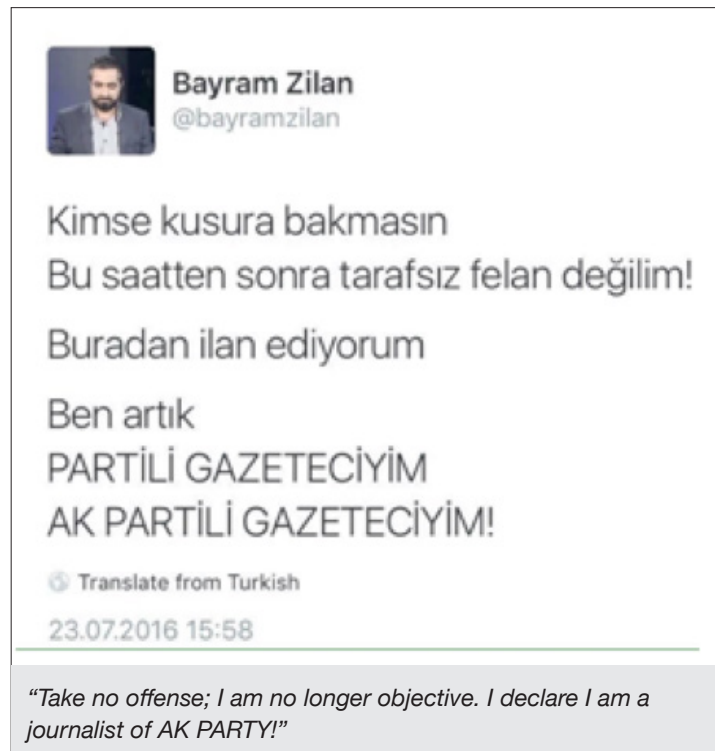 Bayram Zilan
@bayramzilan
Kimse kusura bakmasın
Bu saatten sonra tarafsız felan değilim!
Buradan ilan ediyorum
Ben artık
PARTİLİ GAZETECİYİM
AK PARTİLİ GAZETECİYİM!
Translate from Turkish
23.07.2016 15:58
“Take no offense; I am no longer objective. I declare I am a
journalist of AK PARTY!”